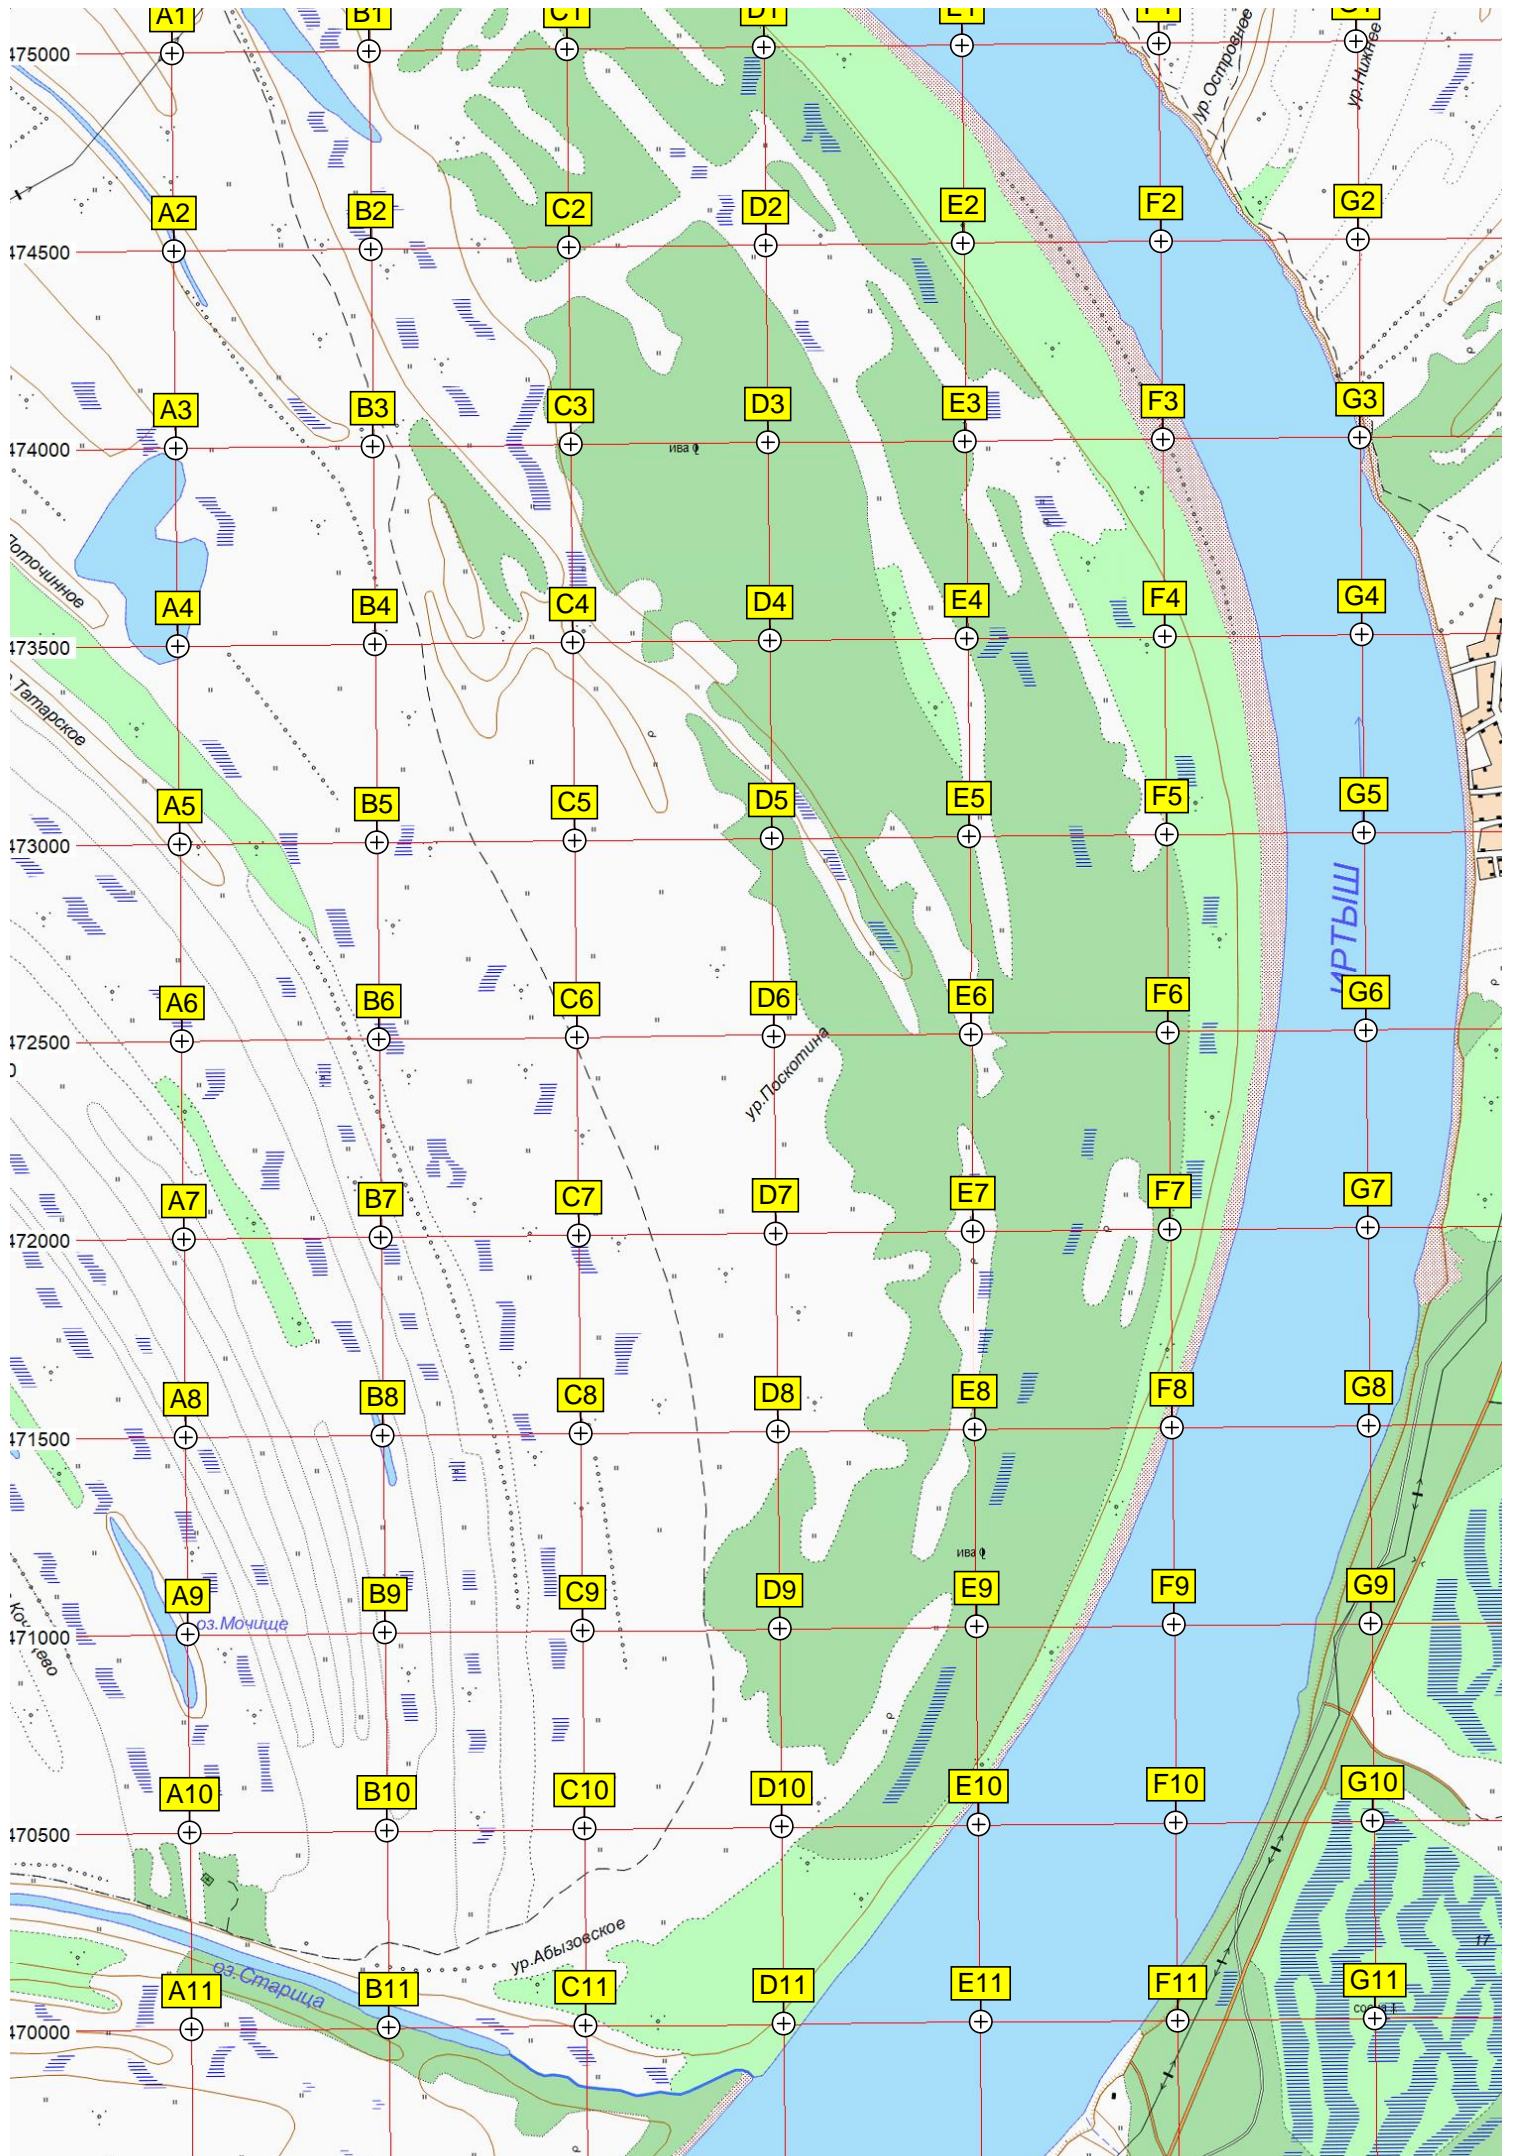 A1 B1 C1 D1 E1 F1 G1
475000
ур.Островное
ур.Нижнее
A2 B2 C2 D2 E2 F2 G2
474500
A3 B3 C3 D3 E3 F3 G3
474000
ива
Поточинное
A4 B4 C4 D4 E4 F4 G4
473500
Татарское
A5 B5 C5 D5 E5 F5 G5
473000
ИРТЫШ
A6 B6 C6 D6 E6 F6 G6
472500
0
ур.Поскотина
A7 B7 C7 D7 E7 F7 G7
472000
A8 B8 C8 D8 E8 F8 G8
471500
ива
A9 B9 C9 D9 E9 F9 G9
оз.Мочище
471000
A10 B10 C10 D10 E10 F10 G10
470500
ур.Абызовское
17
оз.Старица
A11 B11 C11 D11 E11 F11 G11
470000